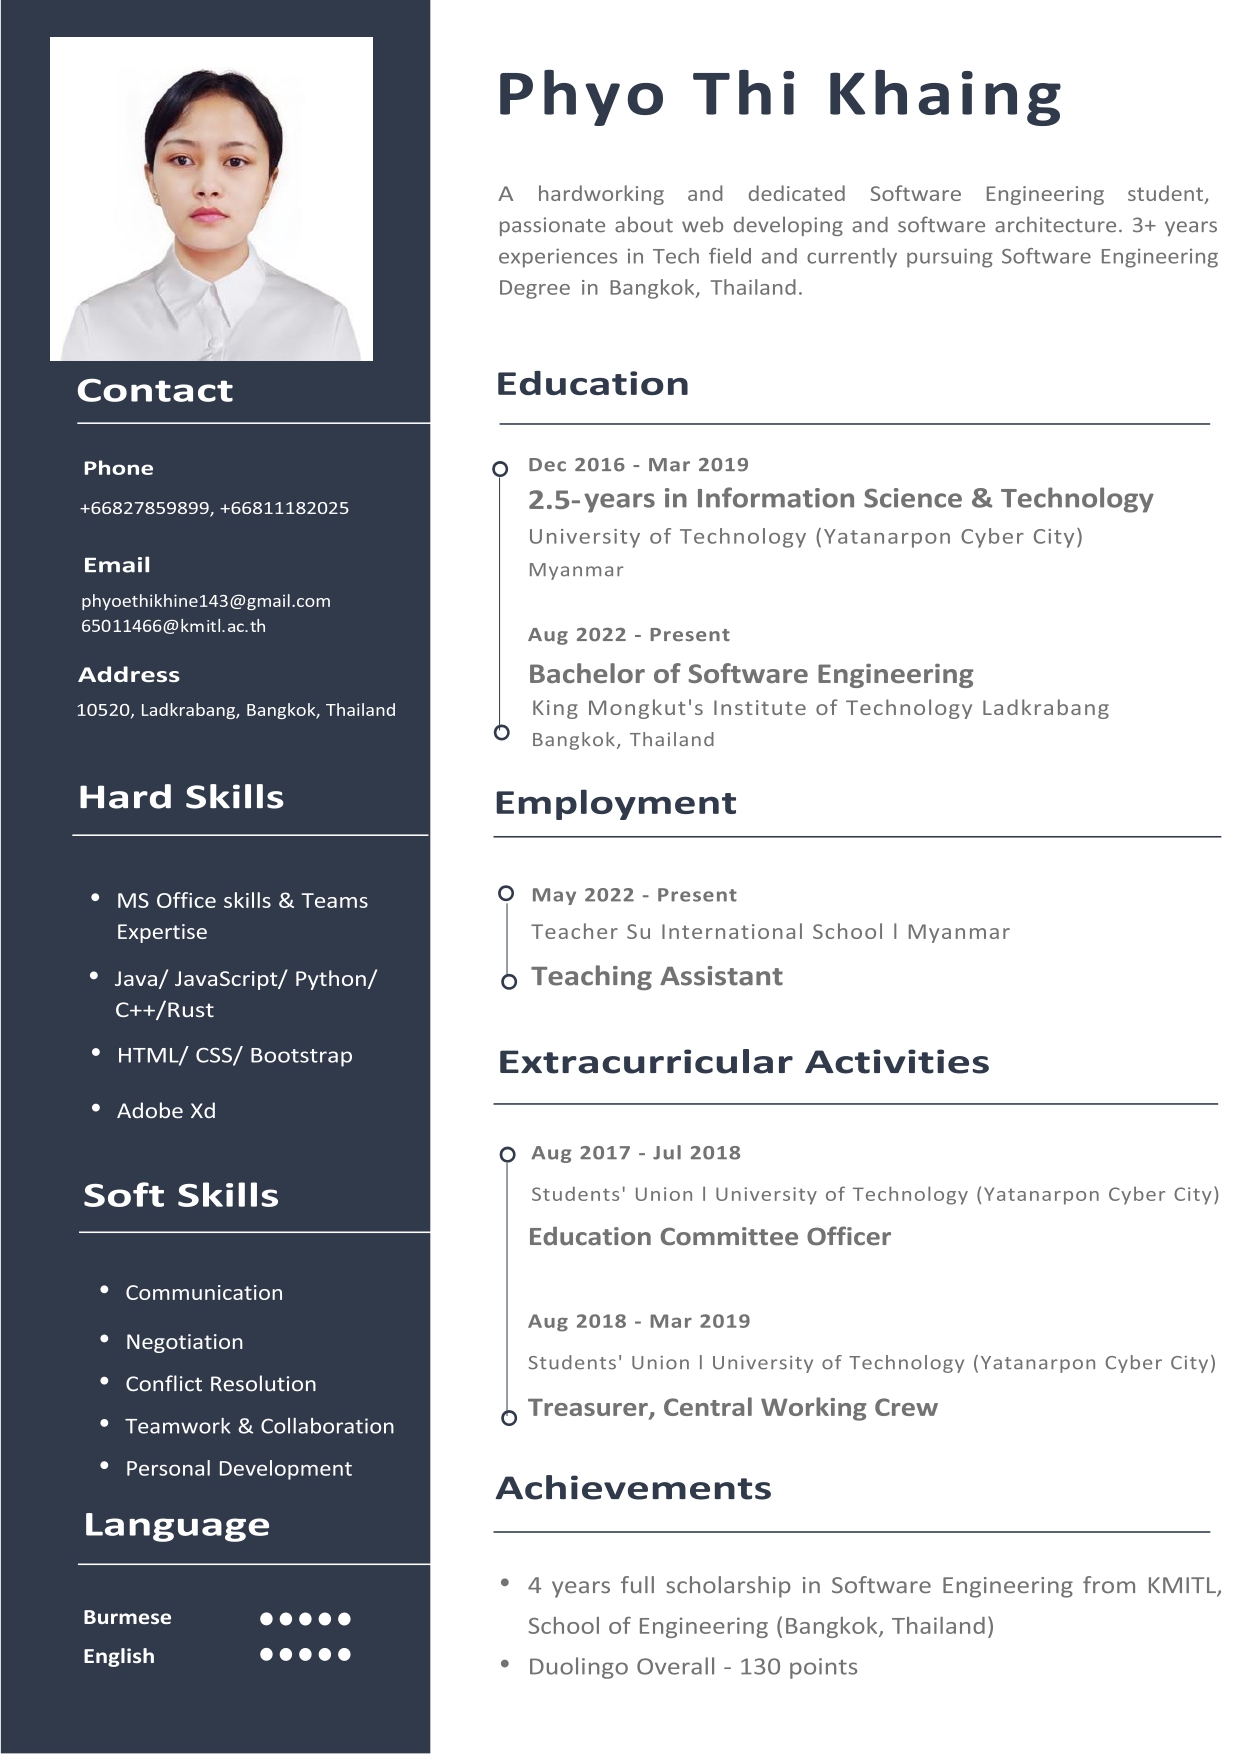 Phyo Thi Khaing
A hardworking and dedicated Software Engineering student,
passionate about web developing and software architecture. 3+ years
experiences in Tech field and currently pursuing Software Engineering
Degree in Bangkok, Thailand.
Contact
Phone
+66827859899, +66811182025
Email
phyoethikhine143@gmail.com
65011466@kmitl.ac.th
Address
10520, Ladkrabang, Bangkok, Thailand
Hard Skills
• MS Office skills & Teams
Expertise
• Java/ JavaScript/ Python/
C++/Rust
• HTML/ CSS/ Bootstrap
• Adobe Xd
Soft Skills
• Communication
• Negotiation
• Conflict Resolution
• Teamwork & Collaboration
• Personal Development
Language
Burmese
English
Education
Dec 2016 - Mar 2019
2.5-years in Information Science & Technology
University of Technology (Yatanarpon Cyber City)
Myanmar
Aug 2022 - Present
Bachelor of Software Engineering
King Mongkut's Institute of Technology Ladkrabang
Bangkok, Thailand
Employment
May 2022 - Present
Teacher Su International School l Myanmar
Teaching Assistant
Extracurricular Activities
Aug 2017 - Jul 2018
Students' Union l University of Technology (Yatanarpon Cyber City)
Education Committee Officer
Aug 2018 - Mar 2019
Students' Union l University of Technology (Yatanarpon Cyber City)
Treasurer, Central Working Crew
Achievements
• 4 years full scholarship in Software Engineering from KMITL,
School of Engineering (Bangkok, Thailand)
• Duolingo Overall - 130 points